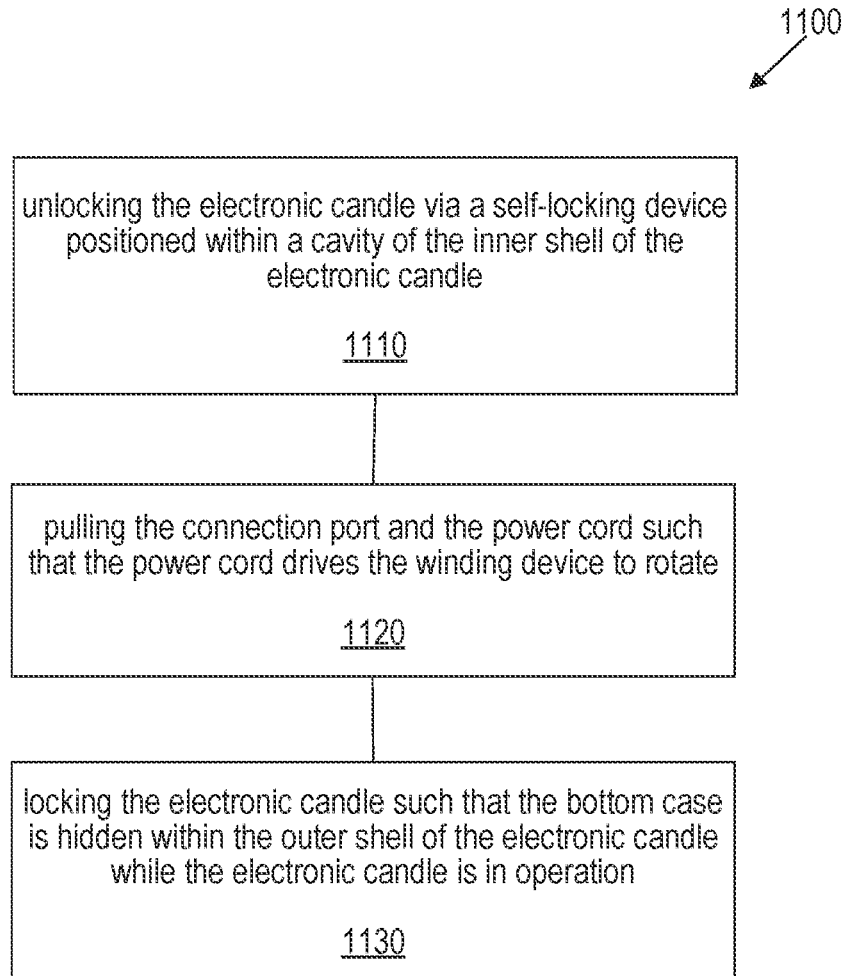 1100
unlocking the electronic candle via a self-locking device
positioned within a cavity of the inner shell of the
electronic candle
1110
pulling the connection port and the power cord such
that the power cord drives the winding device to rotate
1120
locking the electronic candle such that the bottom case
is hidden within the outer shell of the electronic candle
while the electronic candle is in operation
1130